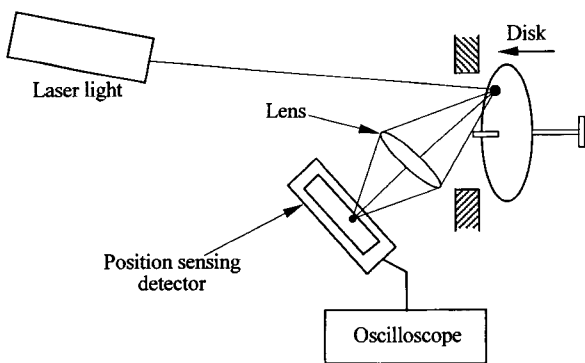 Disk
Laser light
Lens
Position sensing
detector
Oscilloscope